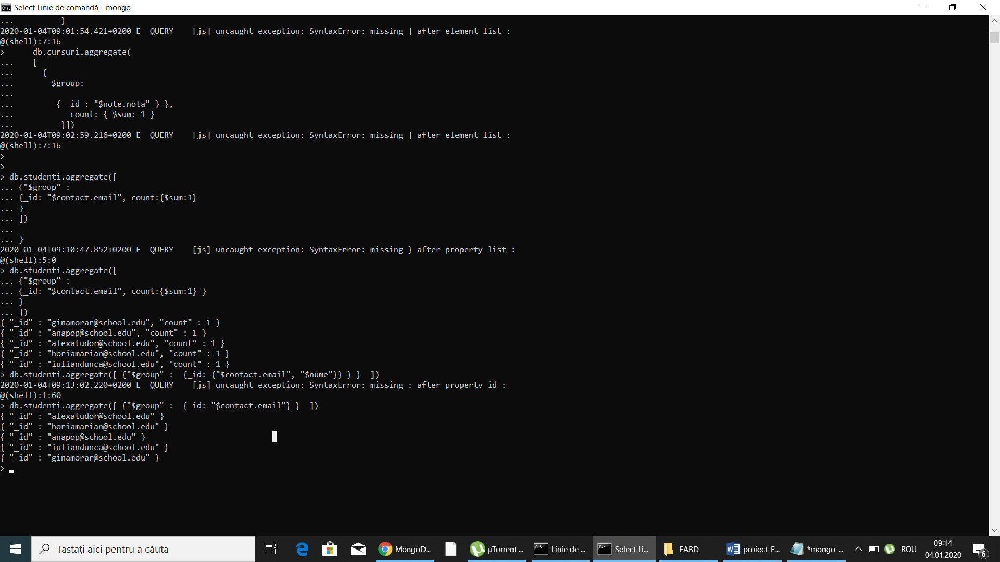 Select Linie de comandă - mongo
...          }
2020-01-04T09:01:54.421+0200 E  QUERY    [js] uncaught exception: SyntaxError: missing ] after element list :
@(shell):7:16
>      db.cursuri.aggregate(
...    [
...      {
...        $group:
...
...         { _id : "$note.nota" } },
...            count: { $sum: 1 }
...          }])
2020-01-04T09:02:59.216+0200 E  QUERY    [js] uncaught exception: SyntaxError: missing ] after element list :
@(shell):7:16
>
>
> db.studenti.aggregate([
... {"$group" :
... {_id: "$contact.email", count:{$sum:1}
... }
... ])
...
... }
2020-01-04T09:10:47.852+0200 E  QUERY    [js] uncaught exception: SyntaxError: missing } after property list :
@(shell):5:0
> db.studenti.aggregate([
... {"$group" :
... {_id: "$contact.email", count:{$sum:1} }
... }
... ])
{ "_id" : "ginamorar@school.edu", "count" : 1 }
{ "_id" : "anapop@school.edu", "count" : 1 }
{ "_id" : "alexatudor@school.edu", "count" : 1 }
{ "_id" : "horiamarian@school.edu", "count" : 1 }
{ "_id" : "iuliandunca@school.edu", "count" : 1 }
> db.studenti.aggregate([ {"$group" :  {_id: {"$contact.email", "$nume"}} } }  ])
2020-01-04T09:13:02.220+0200 E  QUERY    [js] uncaught exception: SyntaxError: missing : after property id :
@(shell):1:60
> db.studenti.aggregate([ {"$group" :  {_id: "$contact.email"} }  ])
{ "_id" : "alexatudor@school.edu" }
{ "_id" : "horiamarian@school.edu" }
{ "_id" : "anapop@school.edu" }
{ "_id" : "iuliandunca@school.edu" }
{ "_id" : "ginamorar@school.edu" }
>
Tastați aici pentru a căuta
MongoD...
µTorrent ...
Linie de ...
Select Li...
EABD
proiect_E...
*mongo_...
ROU
09:14
04.01.2020
6